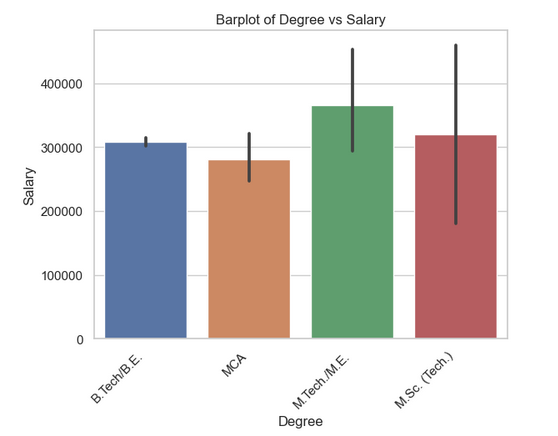 Barplot of Degree vs Salary
400000
300000
200000
100000
0
Salary
B.Tech/B.E.
MCA
M.Tech./M.E.
M.Sc. (Tech.)
Degree